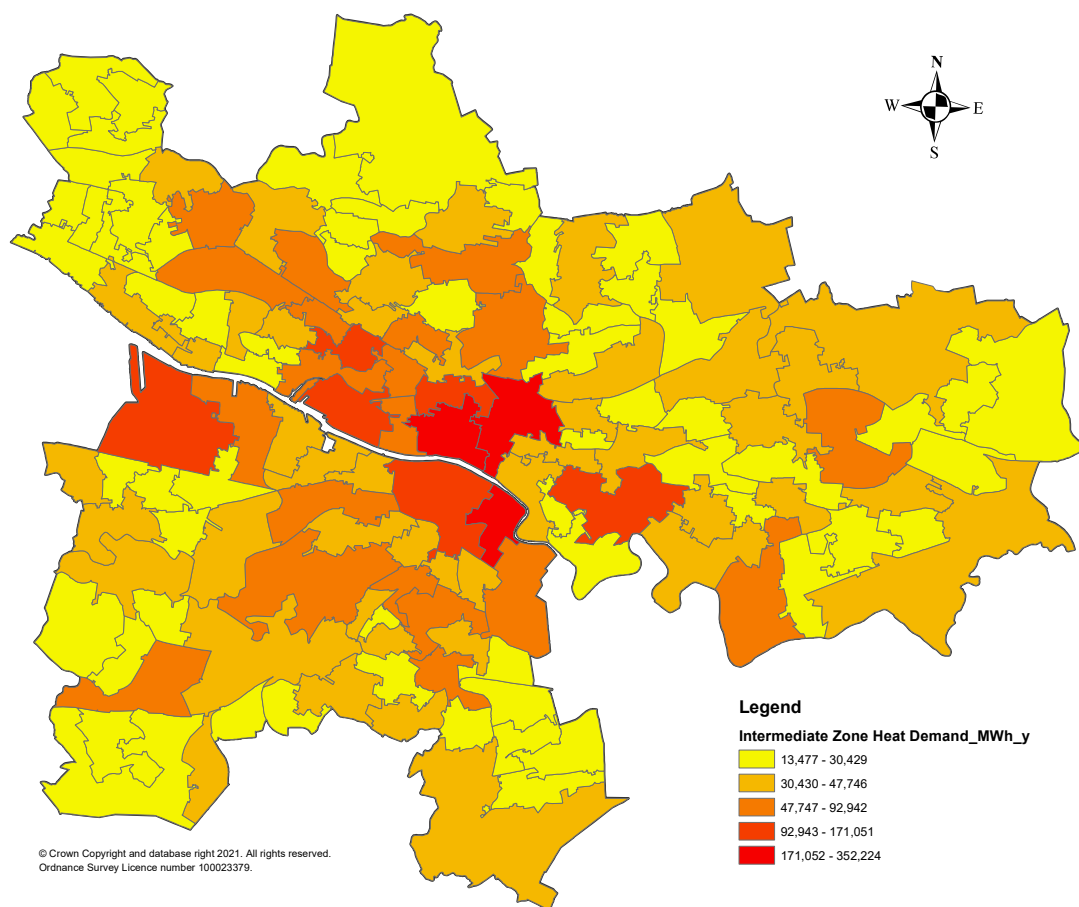 N
W E
S
Legend
Intermediate Zone Heat Demand_MWh_y
13,477 - 30,429
30,430 - 47,746
47,747 - 92,942
92,943 - 171,051
171,052 - 352,224
© Crown Copyright and database right 2021. All rights reserved.
Ordnance Survey Licence number 100023379.